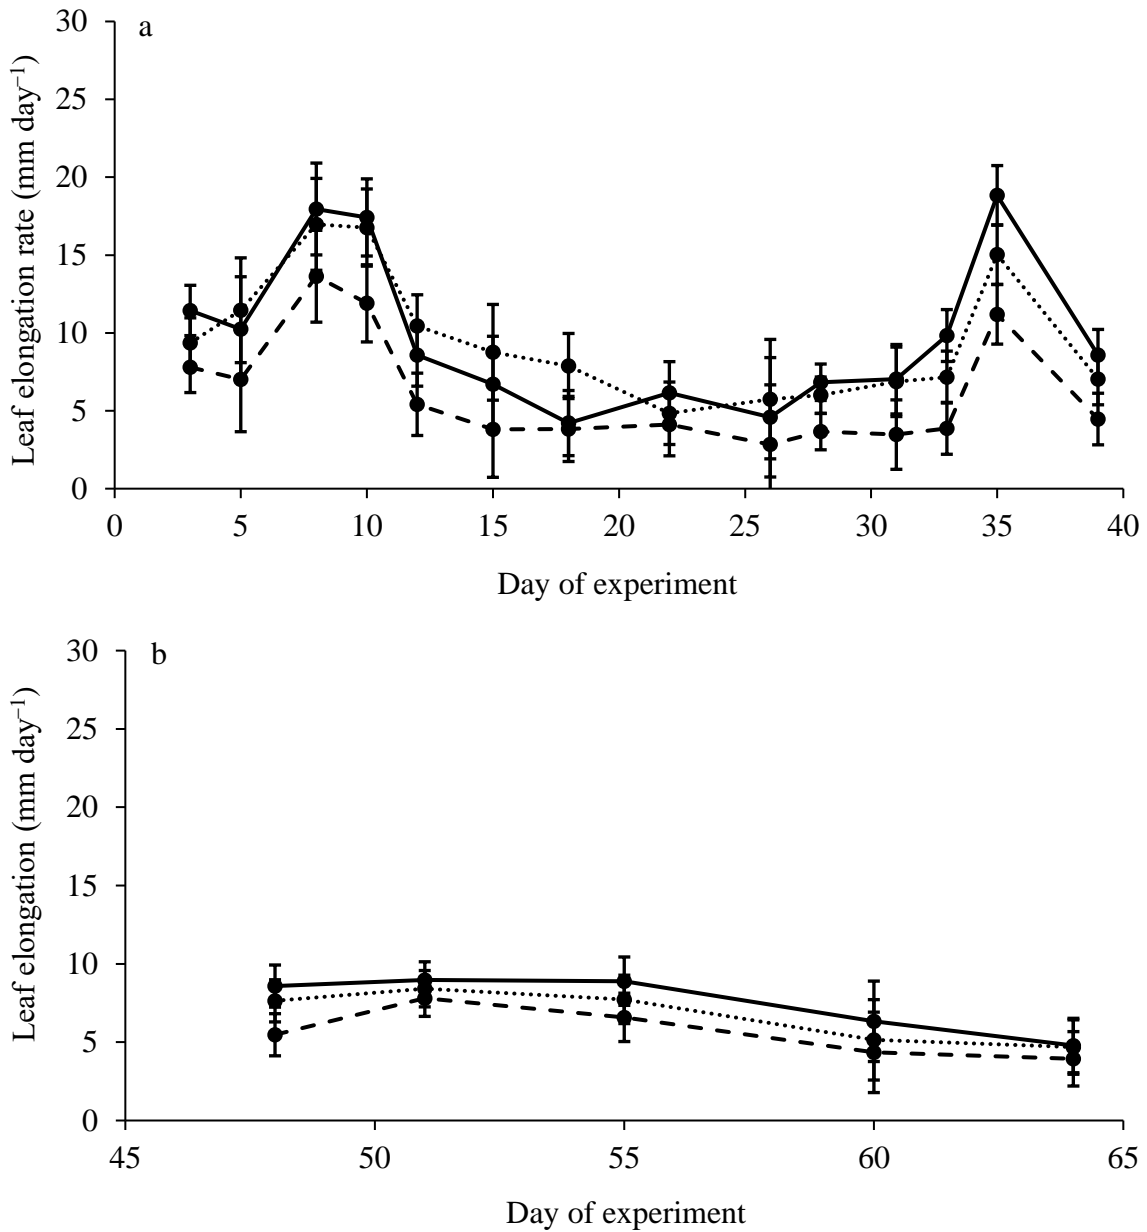 a
30
25
20
15
10
5
0
Leaf elongation rate (mm day⁻¹)
0 5 10 15 20 25 30 35 40
Day of experiment
b
30
25
20
15
10
5
0
Leaf elongation (mm day⁻¹)
45 50 55 60 65
Day of experiment